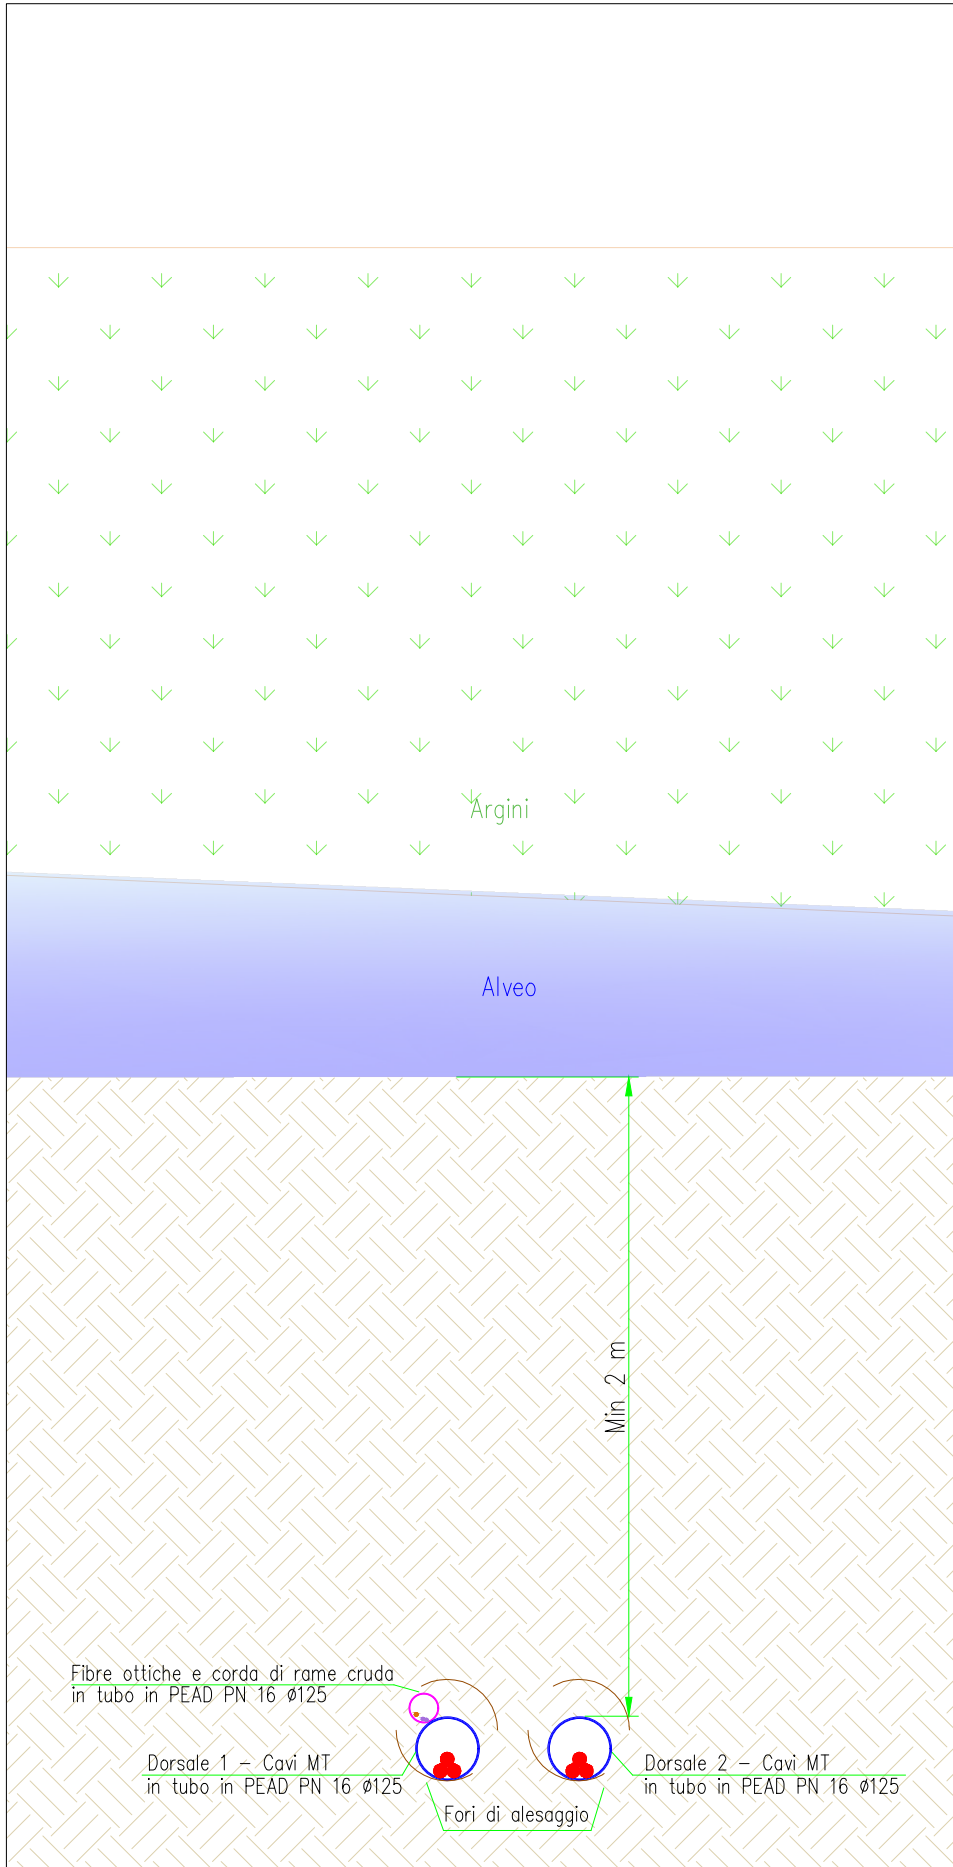 Argini
Alveo
Min 2 m
Fibre ottiche e corda di rame cruda
in tubo in PEAD PN 16 Ø125
Dorsale 1 - Cavi MT
in tubo in PEAD PN 16 Ø125
Dorsale 2 - Cavi MT
in tubo in PEAD PN 16 Ø125
Fori di alesaggio